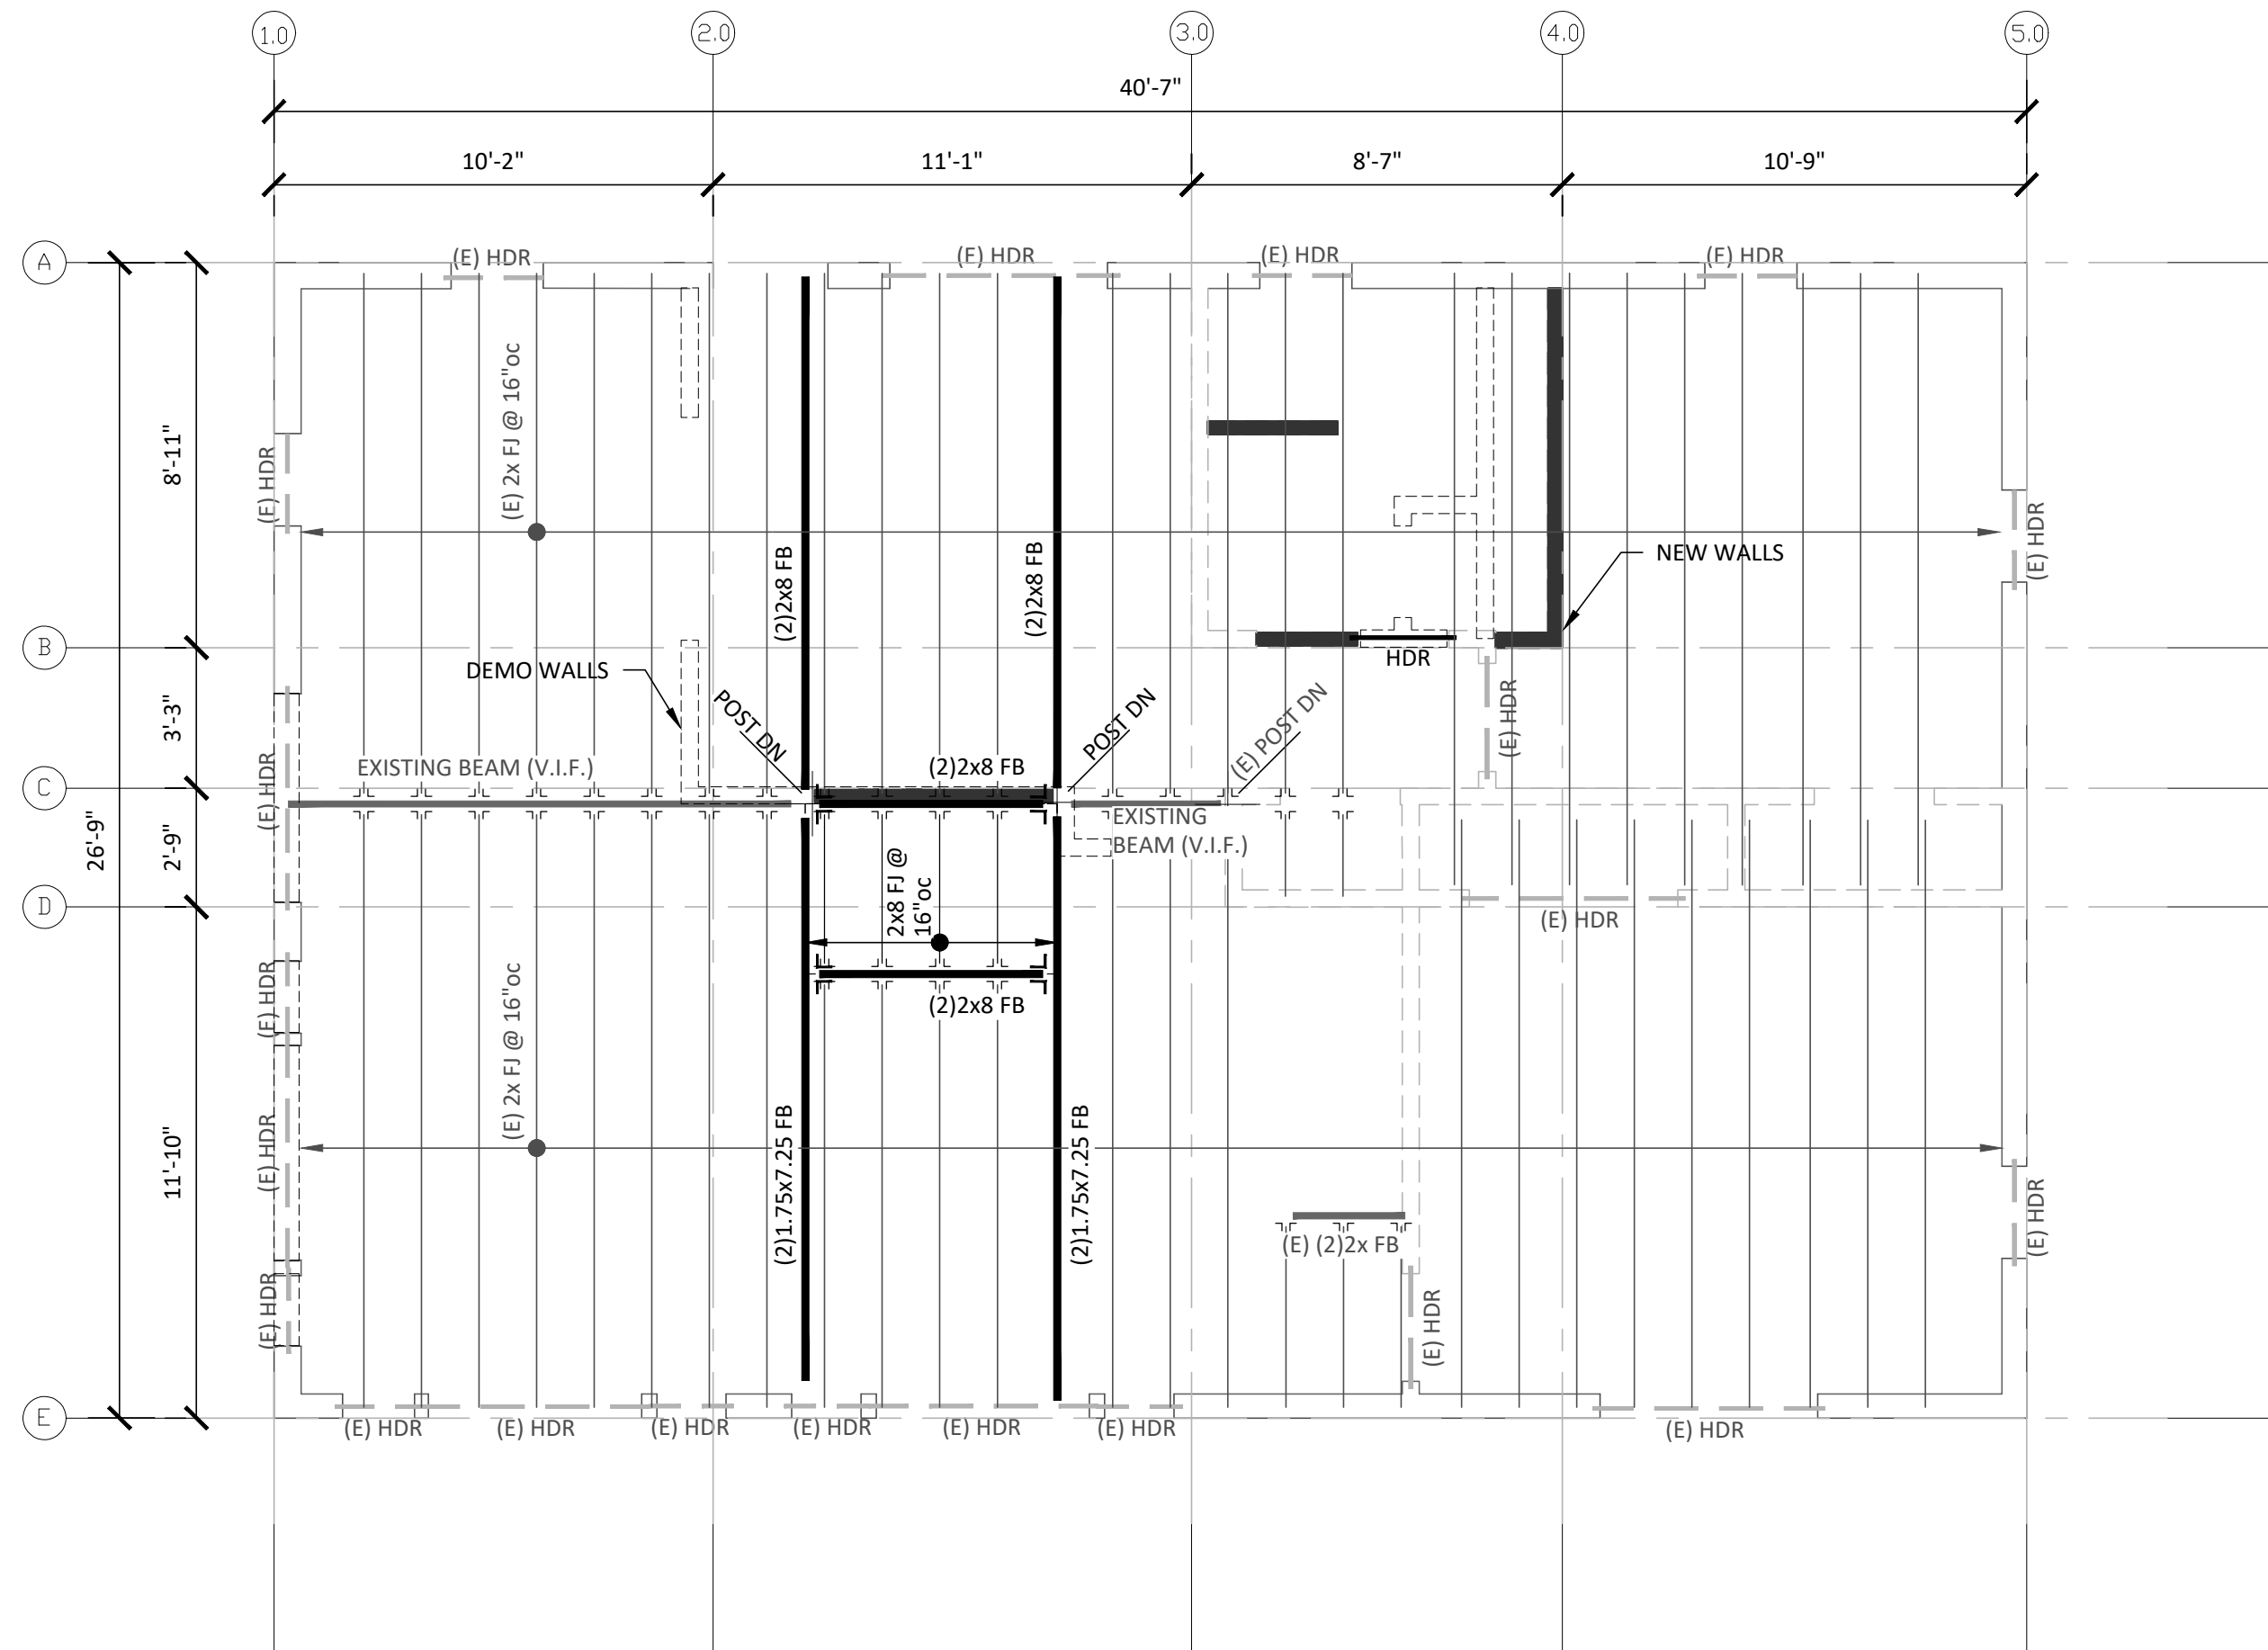 1.0
2.0
3.0
4.0
5.0
40'-7"
10'-2"
11'-1"
8'-7"
10'-9"
A
(E) HDR
(E) HDR
(E) HDR
(E) HDR
(E) 2x FJ @ 16"oc
8'-11"
(E) HDR
(E) HDR
(2)2x8 FB
(2)2x8 FB
NEW WALLS
B
HDR
DEMO WALLS
POST DN
POST DN
(E) POST DN
(E) HDR
3'-3"
(E) HDR
EXISTING BEAM (V.I.F.)
(2)2x8 FB
C
EXISTING
BEAM (V.I.F.)
26'-9"
2'-9"
2x8 FJ @
16"oc
D
(E) HDR
(E) HDR
(2)2x8 FB
(E) 2x FJ @ 16"oc
11'-10"
(E) HDR
(2)1.75x7.25 FB
(2)1.75x7.25 FB
(E) HDR
(E) (2)2x FB
(E) HDR
(E) HDR
E
(E) HDR
(E) HDR
(E) HDR
(E) HDR
(E) HDR
(E) HDR
(E) HDR